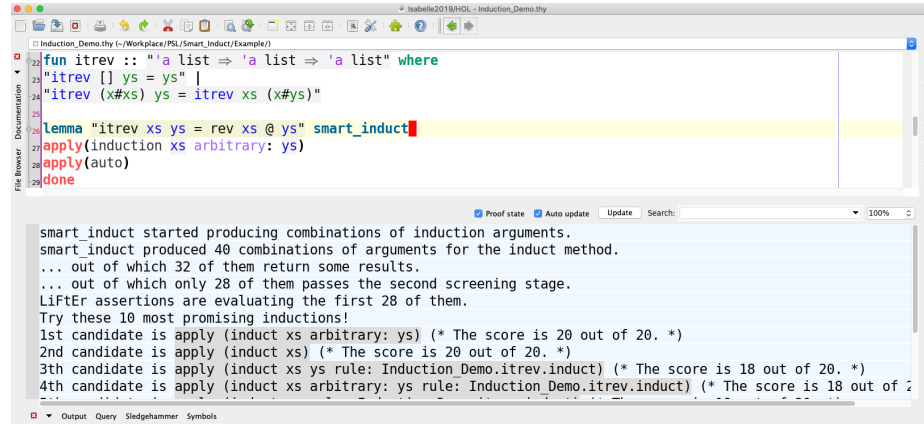 Isabelle2019/HOL - Induction_Demo.thy
Induction_Demo.thy (~/Workplace/PSL/Smart_Induct/Example/)
22 fun itrev :: "'a list ⇒ 'a list ⇒ 'a list" where
23 "itrev [] ys = ys" |
24 "itrev (x#xs) ys = itrev xs (x#ys)"
25
26 lemma "itrev xs ys = rev xs @ ys" smart_induct
27 apply(induction xs arbitrary: ys)
28 apply(auto)
29 done
Documentation
File Browser
Proof state Auto update Update Search: 100%
smart_induct started producing combinations of induction arguments.
smart_induct produced 40 combinations of arguments for the induct method.
... out of which 32 of them return some results.
... out of which only 28 of them passes the second screening stage.
LiFtEr assertions are evaluating the first 28 of them.
Try these 10 most promising inductions!
1st candidate is apply (induct xs arbitrary: ys) (* The score is 20 out of 20. *)
2nd candidate is apply (induct xs) (* The score is 20 out of 20. *)
3th candidate is apply (induct xs ys rule: Induction_Demo.itrev.induct) (* The score is 18 out of 20. *)
4th candidate is apply (induct xs arbitrary: ys rule: Induction_Demo.itrev.induct) (* The score is 18 out of 2
Output Query Sledgehammer Symbols